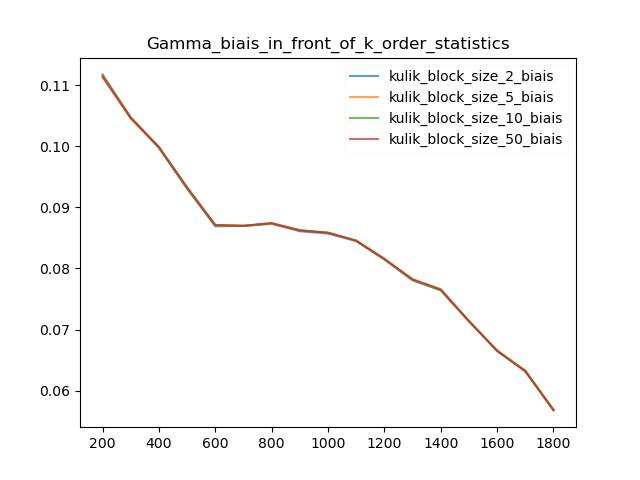 Gamma_biais_in_front_of_k_order_statistics
kulik_block_size_2_biais
kulik_block_size_5_biais
kulik_block_size_10_biais
kulik_block_size_50_biais
0.11
0.10
0.09
0.08
0.07
0.06
200 400 600 800 1000 1200 1400 1600 1800